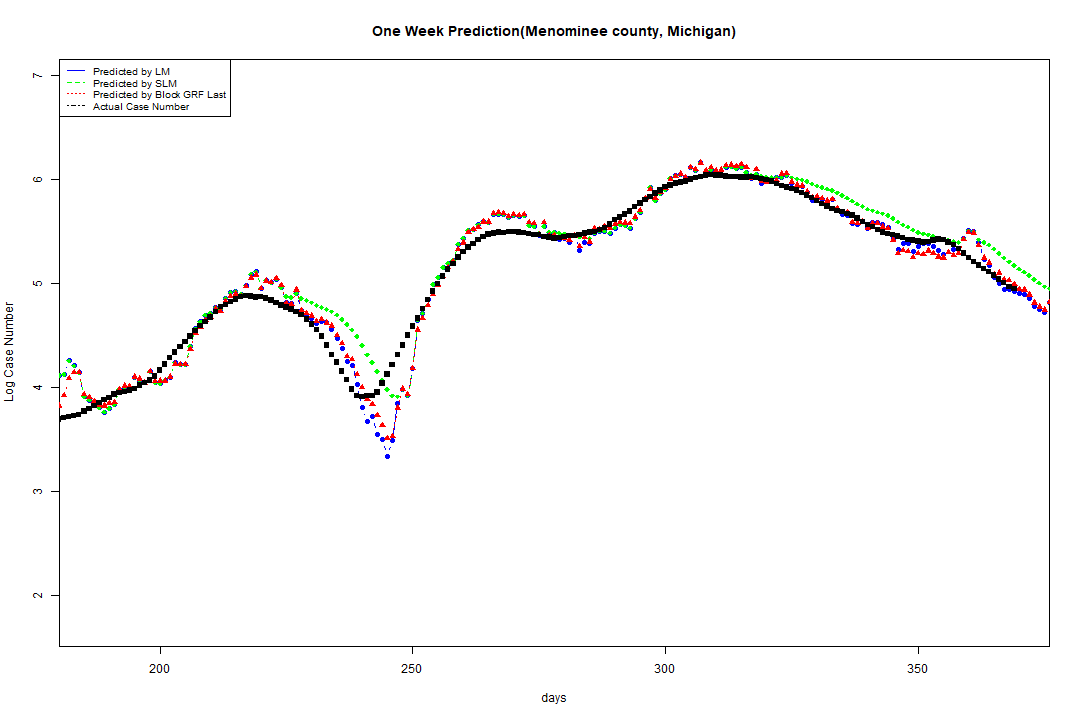 One Week Prediction(Menominee county, Michigan)
Predicted by LM
Predicted by SLM
Predicted by Block GRF Last
Actual Case Number
7
6
5
4
3
2
Log Case Number
200 250 300 350
days